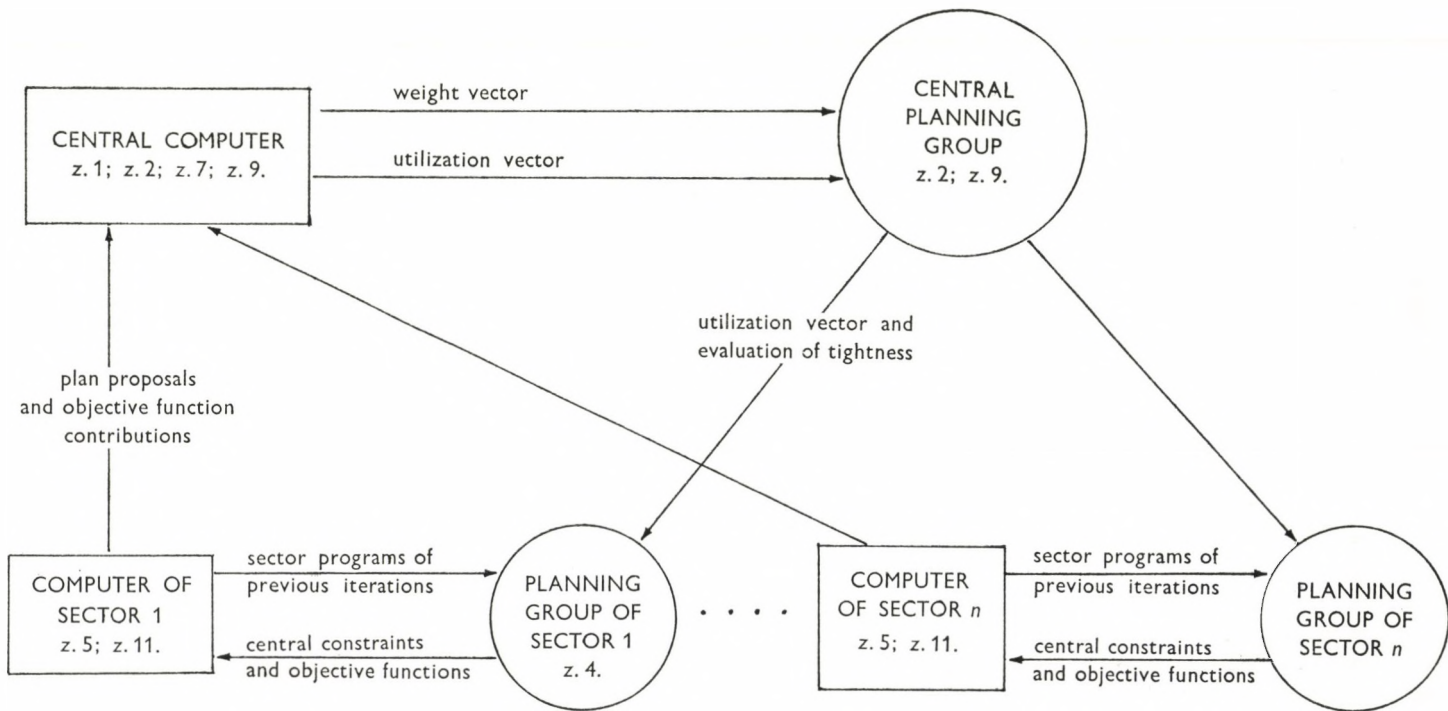 weight vector
CENTRAL COMPUTER
z. 1; z. 2; z. 7; z. 9.
utilization vector
CENTRAL
PLANNING
GROUP
z. 2; z. 9.
utilization vector and
evaluation of tightness
plan proposals
and objective function
contributions
COMPUTER OF
SECTOR 1
z. 5; z. 11.
sector programs of
previous iterations
central constraints
and objective functions
PLANNING
GROUP OF
SECTOR 1
z. 4.
. . . .
COMPUTER
OF SECTOR n
z. 5; z. 11.
sector programs of
previous iterations
central constraints
and objective functions
PLANNING
GROUP OF
SECTOR n